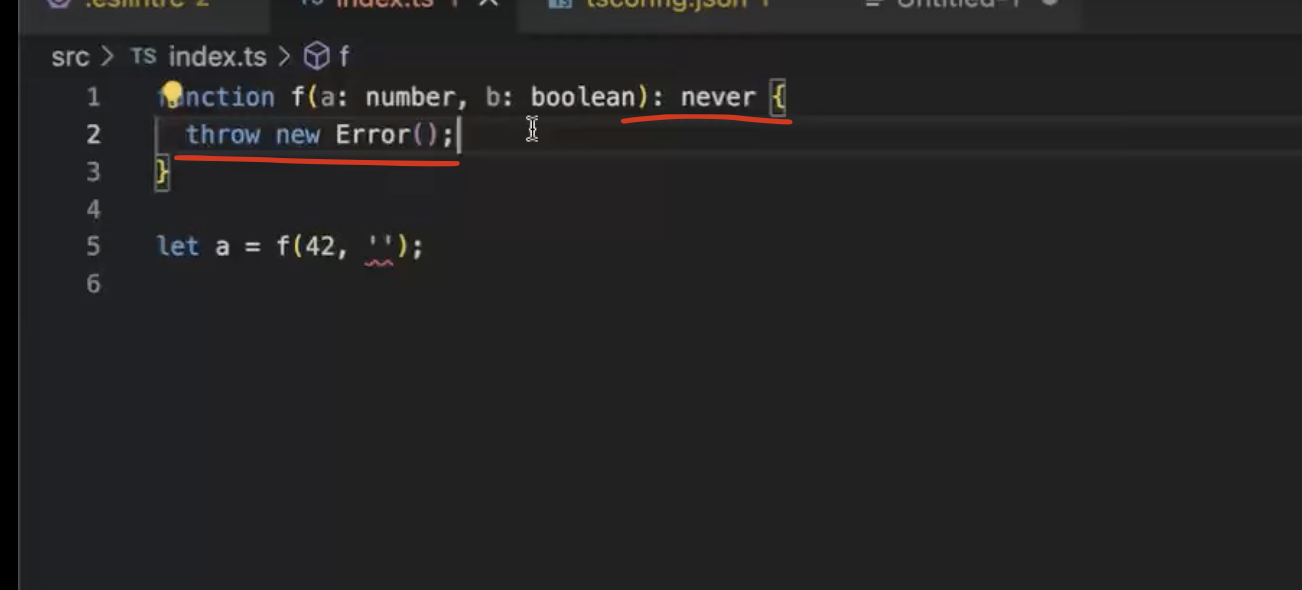 .eslintrc 2 TS index.ts 1 tsconfig.json 1 Untitled-1
src > TS index.ts > f
1 function f(a: number, b: boolean): never {
2 throw new Error();
3 }
4
5 let a = f(42, '');
6